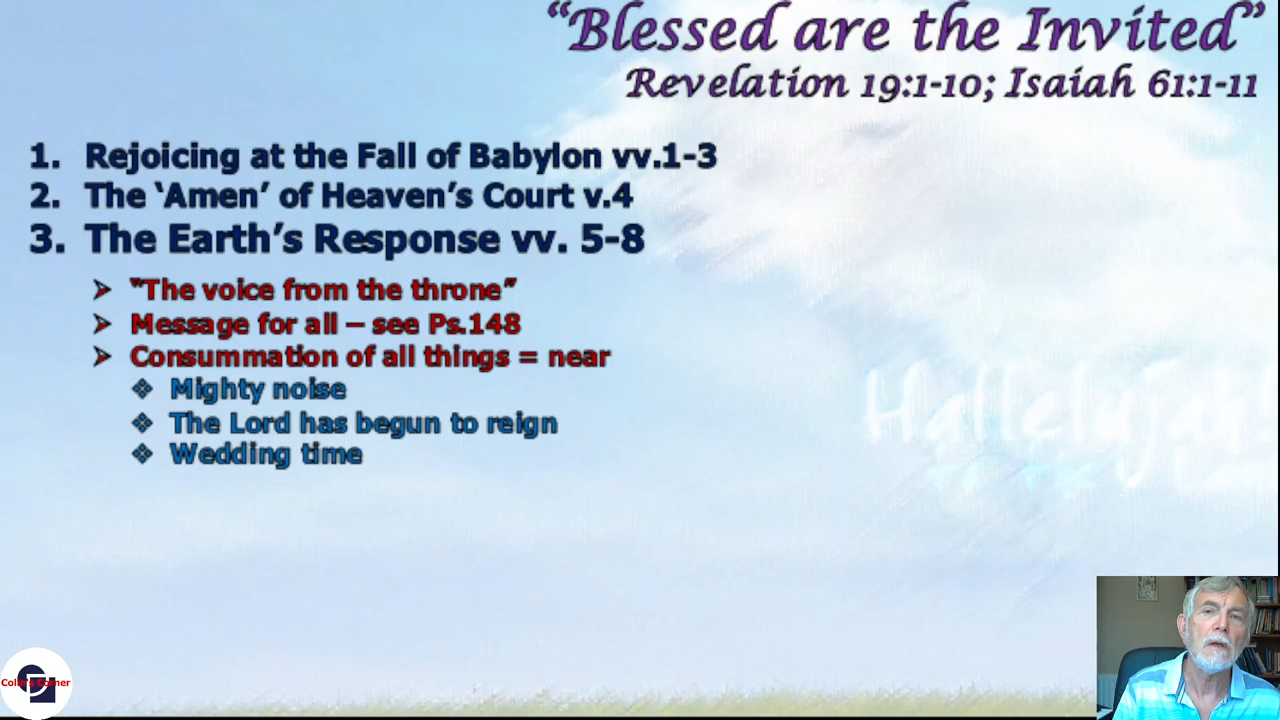 “Blessed are the Invited”
Revelation 19:1-10; Isaiah 61:1-11
1. Rejoicing at the Fall of Babylon vv.1-3
2. The ‘Amen’ of Heaven’s Court v.4
3. The Earth’s Response vv. 5-8
➢ “The voice from the throne”
➢ Message for all – see Ps.148
➢ Consummation of all things = near
❖ Mighty noise
❖ The Lord has begun to reign
❖ Wedding time
Hallelujah!